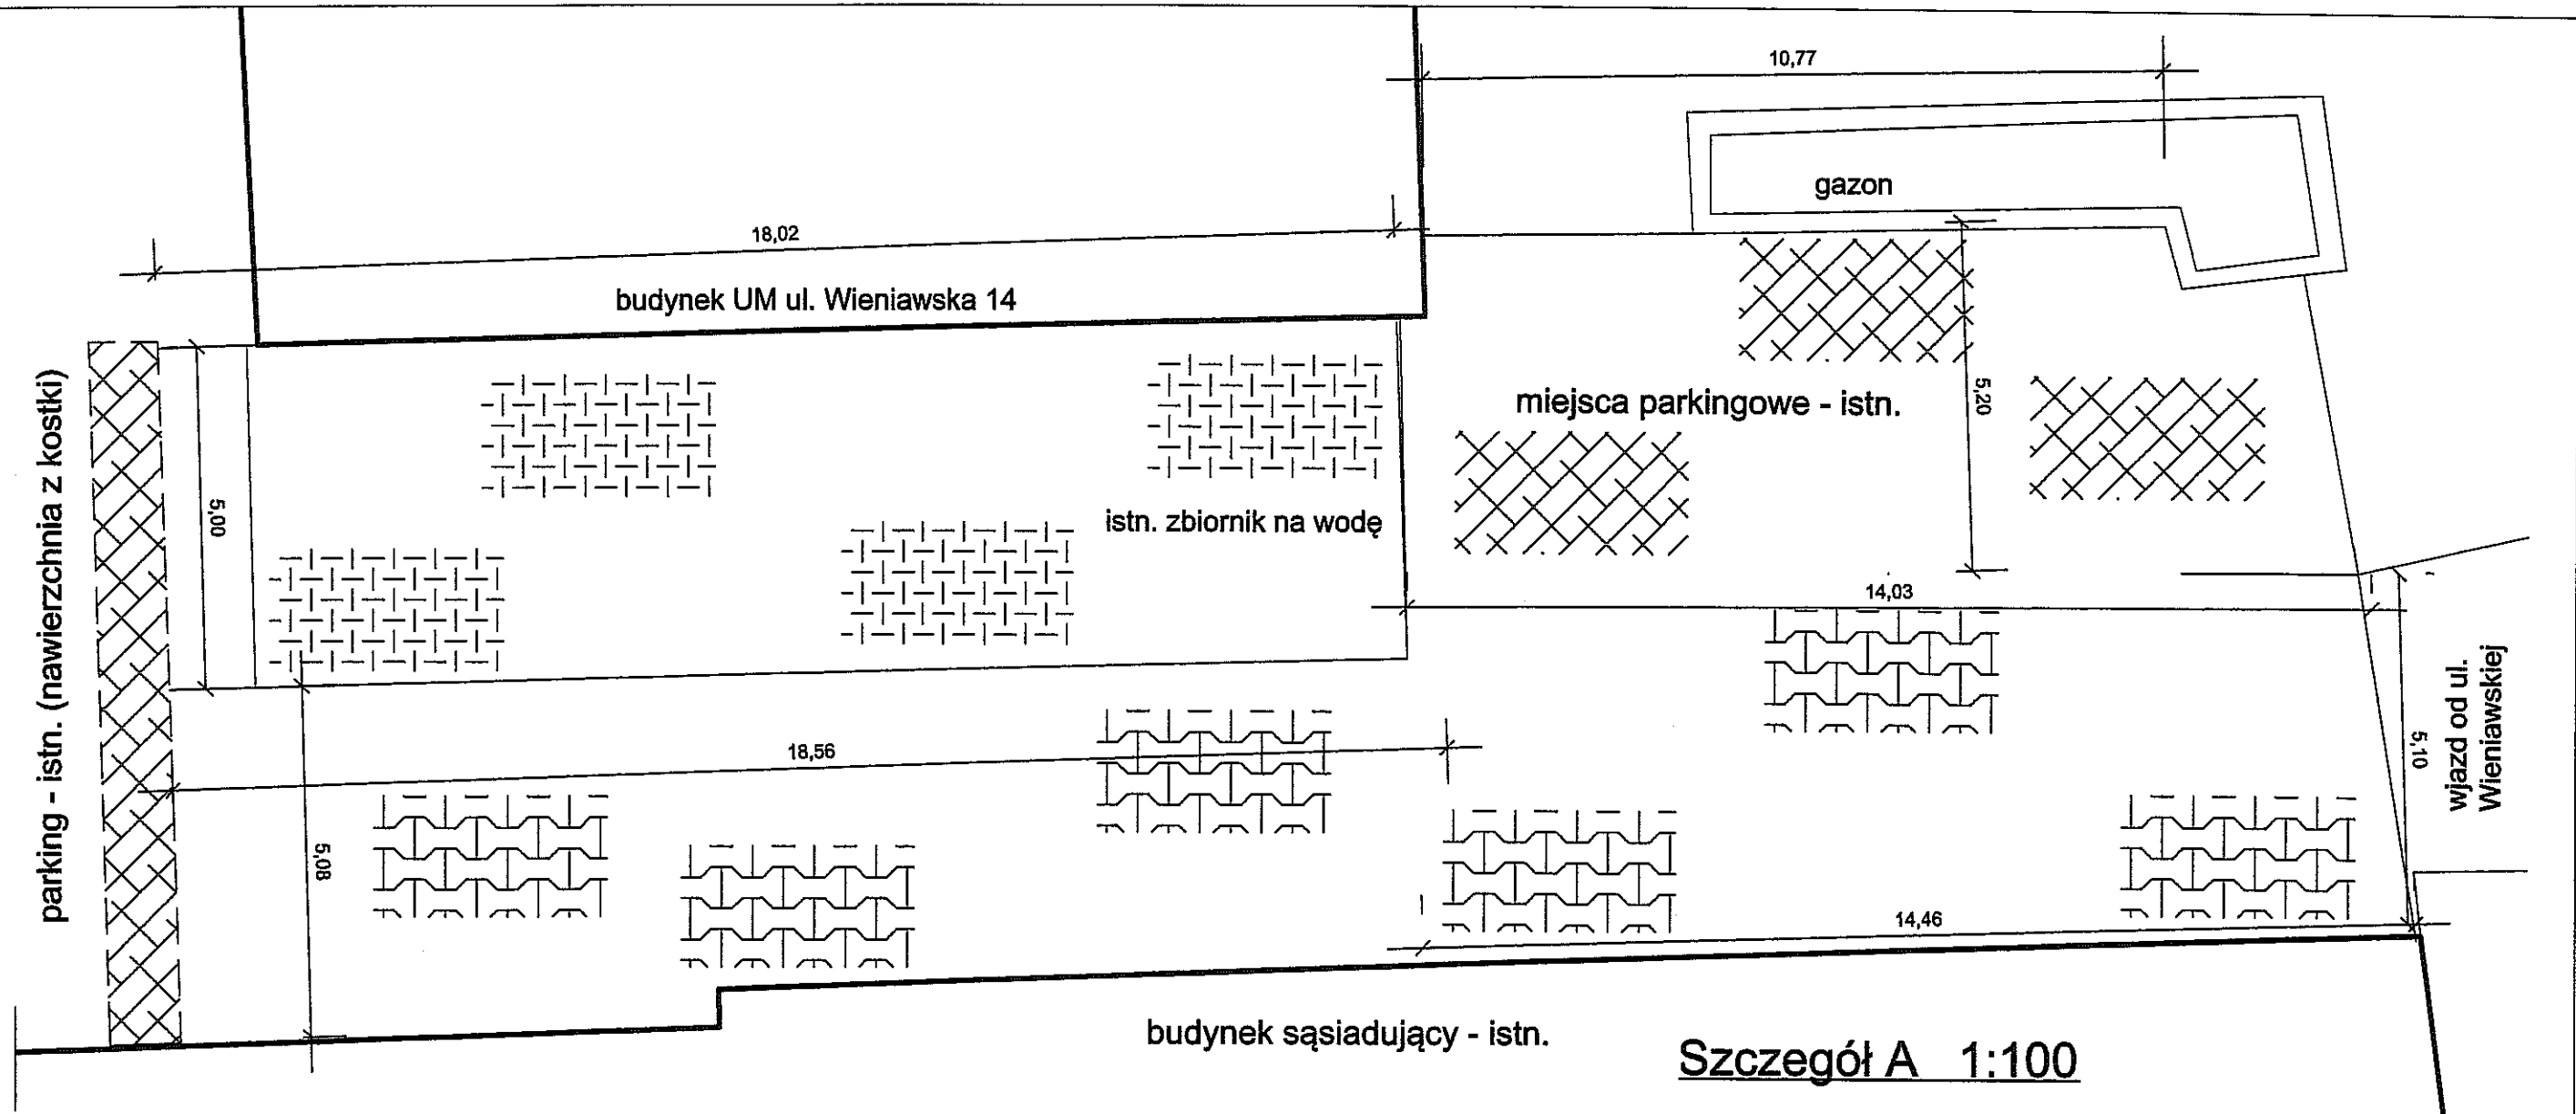 10,77
gazon
18,02
budynek UM ul. Wieniawska 14
parking - istn. (nawierzchnia z kostki)
miejsca parkingowe - istn.
5,20
5,00
istn. zbiornik na wodę
14,03
wjazd od ul.
Wieniawskiej
5,10
18,56
5,08
14,46
budynek sąsiadujący - istn.
Szczegół A 1:100